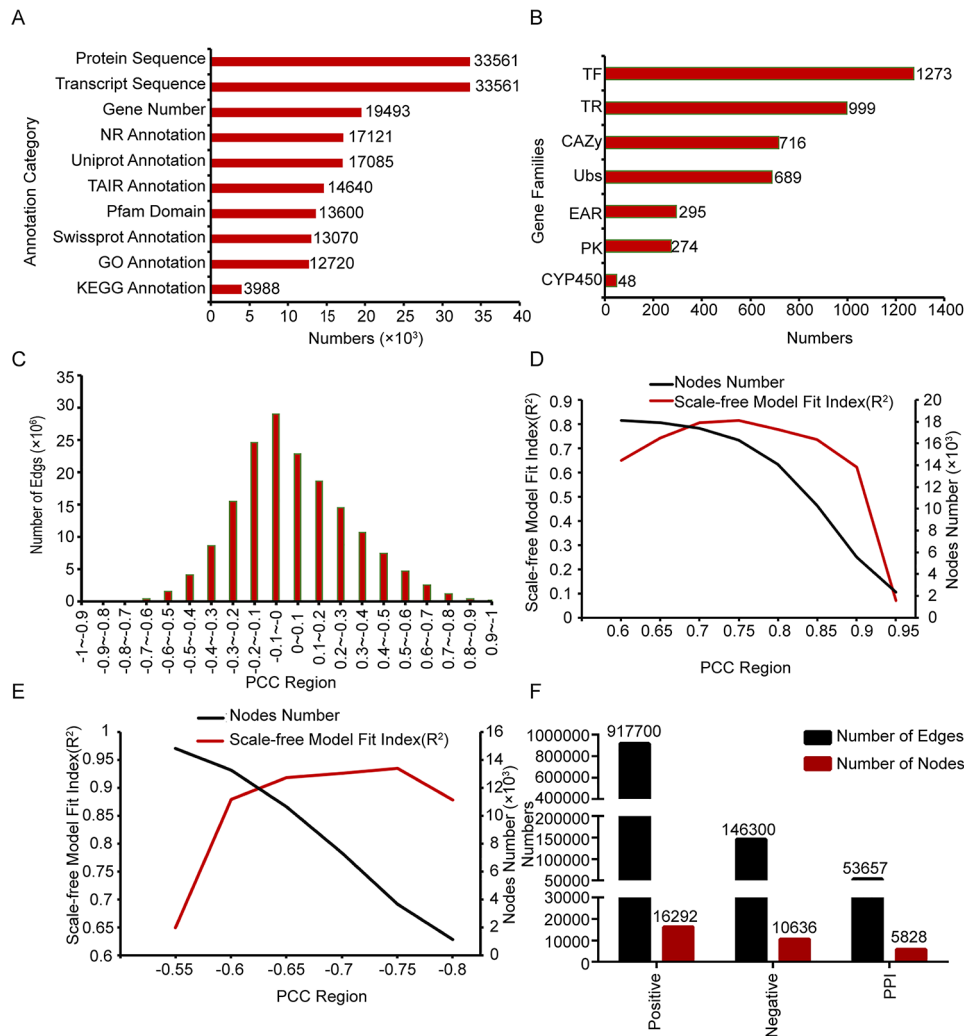 A
Annotation Category
Protein Sequence 33561
Transcript Sequence 33561
Gene Number 19493
NR Annotation 17121
Uniprot Annotation 17085
TAIR Annotation 14640
Pfam Domain 13600
Swissprot Annotation 13070
GO Annotation 12720
KEGG Annotation 3988
0 5 10 15 20 25 30 35 40
Numbers (×10³)
B
Gene Families
TF 1273
TR 999
CAZy 716
Ubs 689
EAR 295
PK 274
CYP450 48
0 200 400 600 800 1000 1200 1400
Numbers
C
Number of Edgs (×10⁶)
35
30
25
20
15
10
5
0
-1~-0.9
-0.9~-0.8
-0.8~-0.7
-0.7~-0.6
-0.6~-0.5
-0.5~-0.4
-0.4~-0.3
-0.3~-0.2
-0.2~-0.1
-0.1~-0
0~0.1
0.1~0.2
0.2~0.3
0.3~0.4
0.4~0.5
0.5~0.6
0.6~0.7
0.7~0.8
0.8~0.9
0.9~1
PCC Region
D
Nodes Number
Scale-free Model Fit Index(R²)
Scale-free Model Fit Index(R²)
0.9
0.8
0.7
0.6
0.5
0.4
0.3
0.2
0.1
0
20
18
16
14
12
10
8
6
4
2
0
Nodes Number (×10³)
0.6 0.65 0.7 0.75 0.8 0.85 0.9 0.95
PCC Region
E
Nodes Number
Scale-free Model Fit Index(R²)
Scale-free Model Fit Index(R²)
1
0.95
0.9
0.85
0.8
0.75
0.7
0.65
0.6
16
14
12
10
8
6
4
2
0
Nodes Number (×10³)
-0.55 -0.6 -0.65 -0.7 -0.75 -0.8
PCC Region
F
Numbers
Number of Edges
Number of Nodes
1000000
800000
600000
400000
200000
150000
100000
50000
30000
20000
10000
0
917700
16292
146300
10636
53657
5828
Positive
Negative
PPI